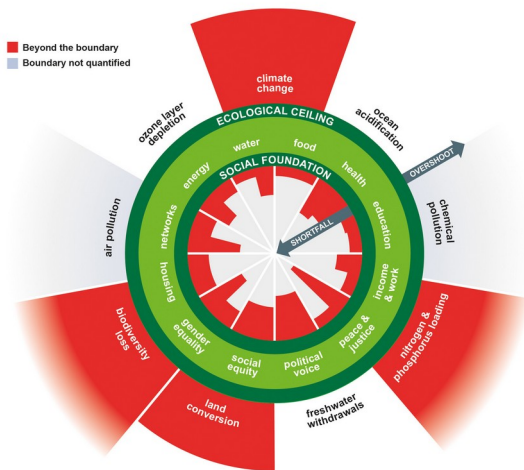 Beyond the boundary
Boundary not quantified
climate
change
ozone layer
depletion
ocean
acidification
ECOLOGICAL CEILING
water
food
energy
SOCIAL FOUNDATION
health
OVERSHOOT
networks
education
SHORTFALL
air pollution
chemical
pollution
housing
income
& work
gender
equality
peace &
justice
social
equity
political
voice
biodiversity
loss
nitrogen &
phosphorus loading
land
conversion
freshwater
withdrawals